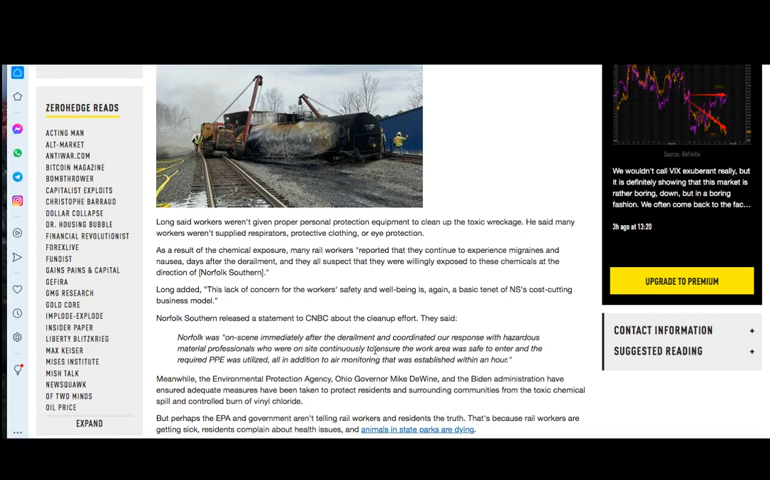 ZEROHEDGE READS
ACTING MAN
ALT-MARKET
ANTIWAR.COM
BITCOIN MAGAZINE
BOMBTHROWER
CAPITALIST EXPLOITS
CHRISTOPHE BARRAUD
DOLLAR COLLAPSE
DR. HOUSING BUBBLE
FINANCIAL REVOLUTIONIST
FOREXLIVE
FUNDIST
GAINS PAINS & CAPITAL
GEFIRA
GMG RESEARCH
GOLD CORE
IMPLODE-EXPLODE
INSIDER PAPER
LIBERTY BLITZKRIEG
MAX KEISER
MISES INSTITUTE
MISH TALK
NEWSQUAWK
OF TWO MINDS
OIL PRICE
EXPAND
Long said workers weren't given proper personal protection equipment to clean up the toxic wreckage. He said many
workers weren't supplied respirators, protective clothing, or eye protection.
As a result of the chemical exposure, many rail workers "reported that they continue to experience migraines and
nausea, days after the derailment, and they all suspect that they were willingly exposed to these chemicals at the
direction of [Norfolk Southern]."
Long added, "This lack of concern for the workers' safety and well-being is, again, a basic tenet of NS's cost-cutting
business model."
Norfolk Southern released a statement to CNBC about the cleanup effort. They said:
Norfolk was "on-scene immediately after the derailment and coordinated our response with hazardous
material professionals who were on site continuously to ensure the work area was safe to enter and the
required PPE was utilized, all in addition to air monitoring that was established within an hour."
Meanwhile, the Environmental Protection Agency, Ohio Governor Mike DeWine, and the Biden administration have
ensured adequate measures have been taken to protect residents and surrounding communities from the toxic chemical
spill and controlled burn of vinyl chloride.
But perhaps the EPA and government aren't telling rail workers and residents the truth. That's because rail workers are
getting sick, residents complain about health issues, and animals in state parks are dying.
Source: Refinitiv
We wouldn't call VIX exuberant really, but
it is definitely showing that this market is
rather boring, down, but in a boring
fashion. We often come back to the fac...
3h ago at 13:20
UPGRADE TO PREMIUM
CONTACT INFORMATION +
SUGGESTED READING +